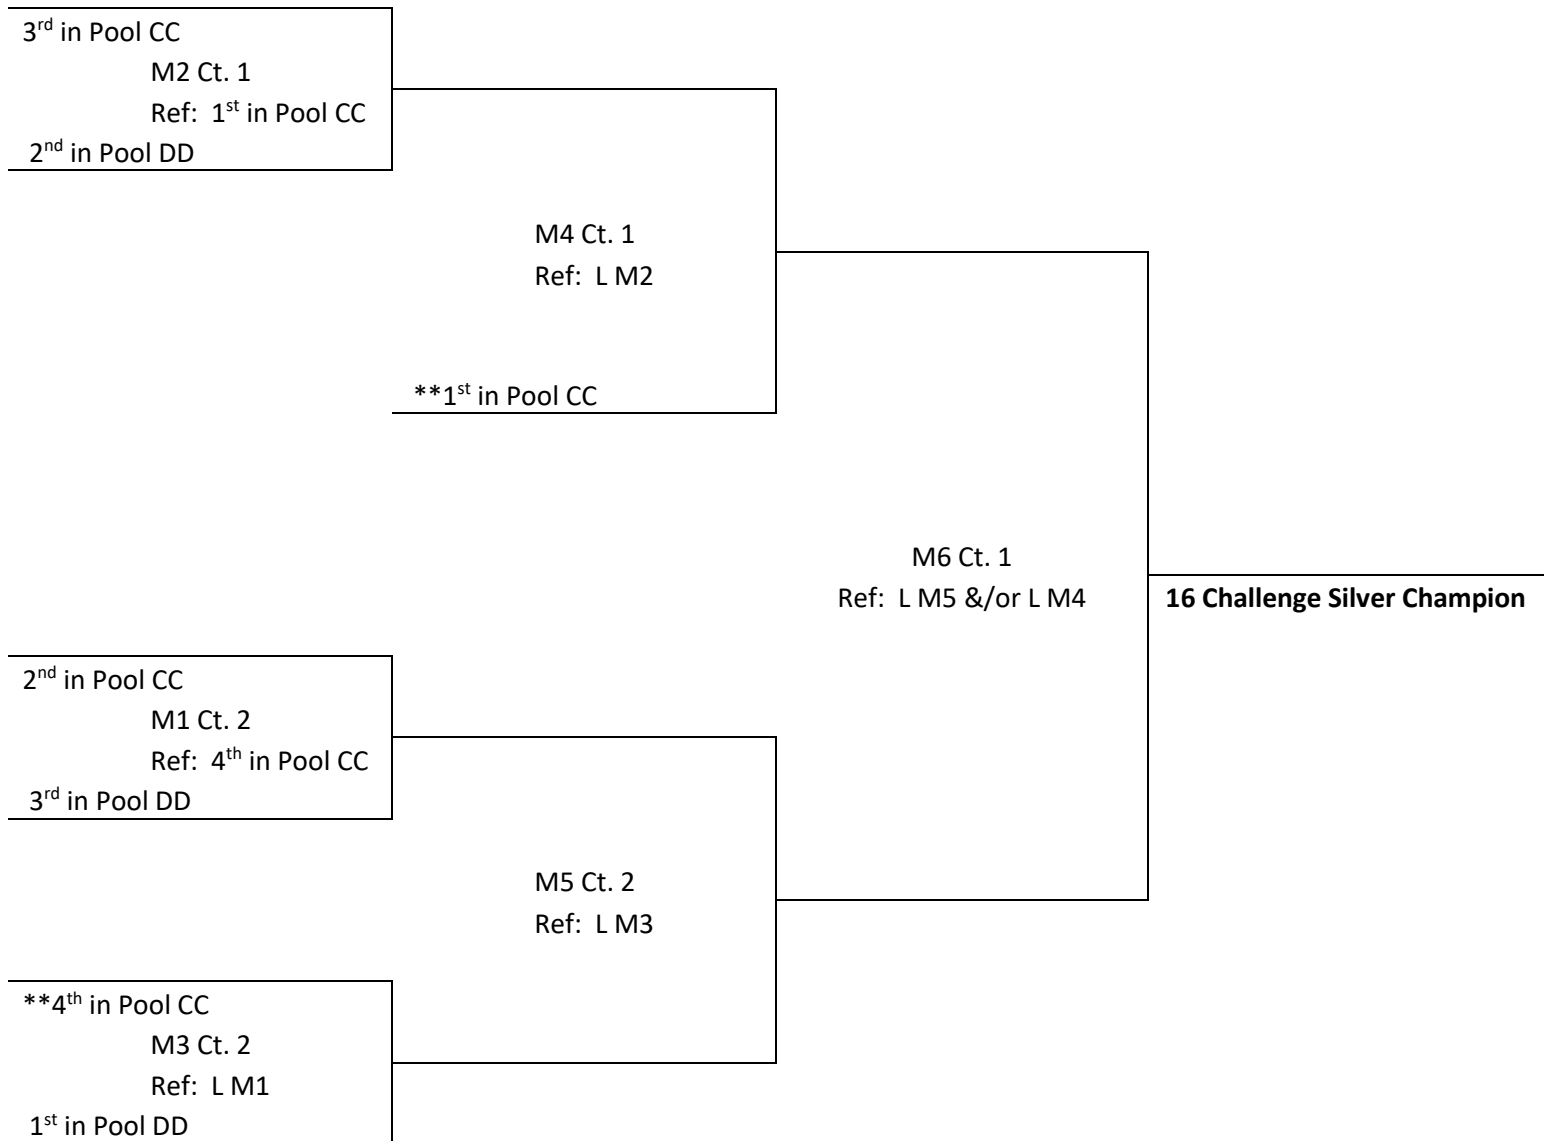 3rd in Pool CC
M2 Ct. 1
Ref: 1st in Pool CC
2nd in Pool DD
M4 Ct. 1
Ref: L M2
**1st in Pool CC
M6 Ct. 1
Ref: L M5 &/or L M4
16 Challenge Silver Champion
2nd in Pool CC
M1 Ct. 2
Ref: 4th in Pool CC
3rd in Pool DD
M5 Ct. 2
Ref: L M3
**4th in Pool CC
M3 Ct. 2
Ref: L M1
1st in Pool DD